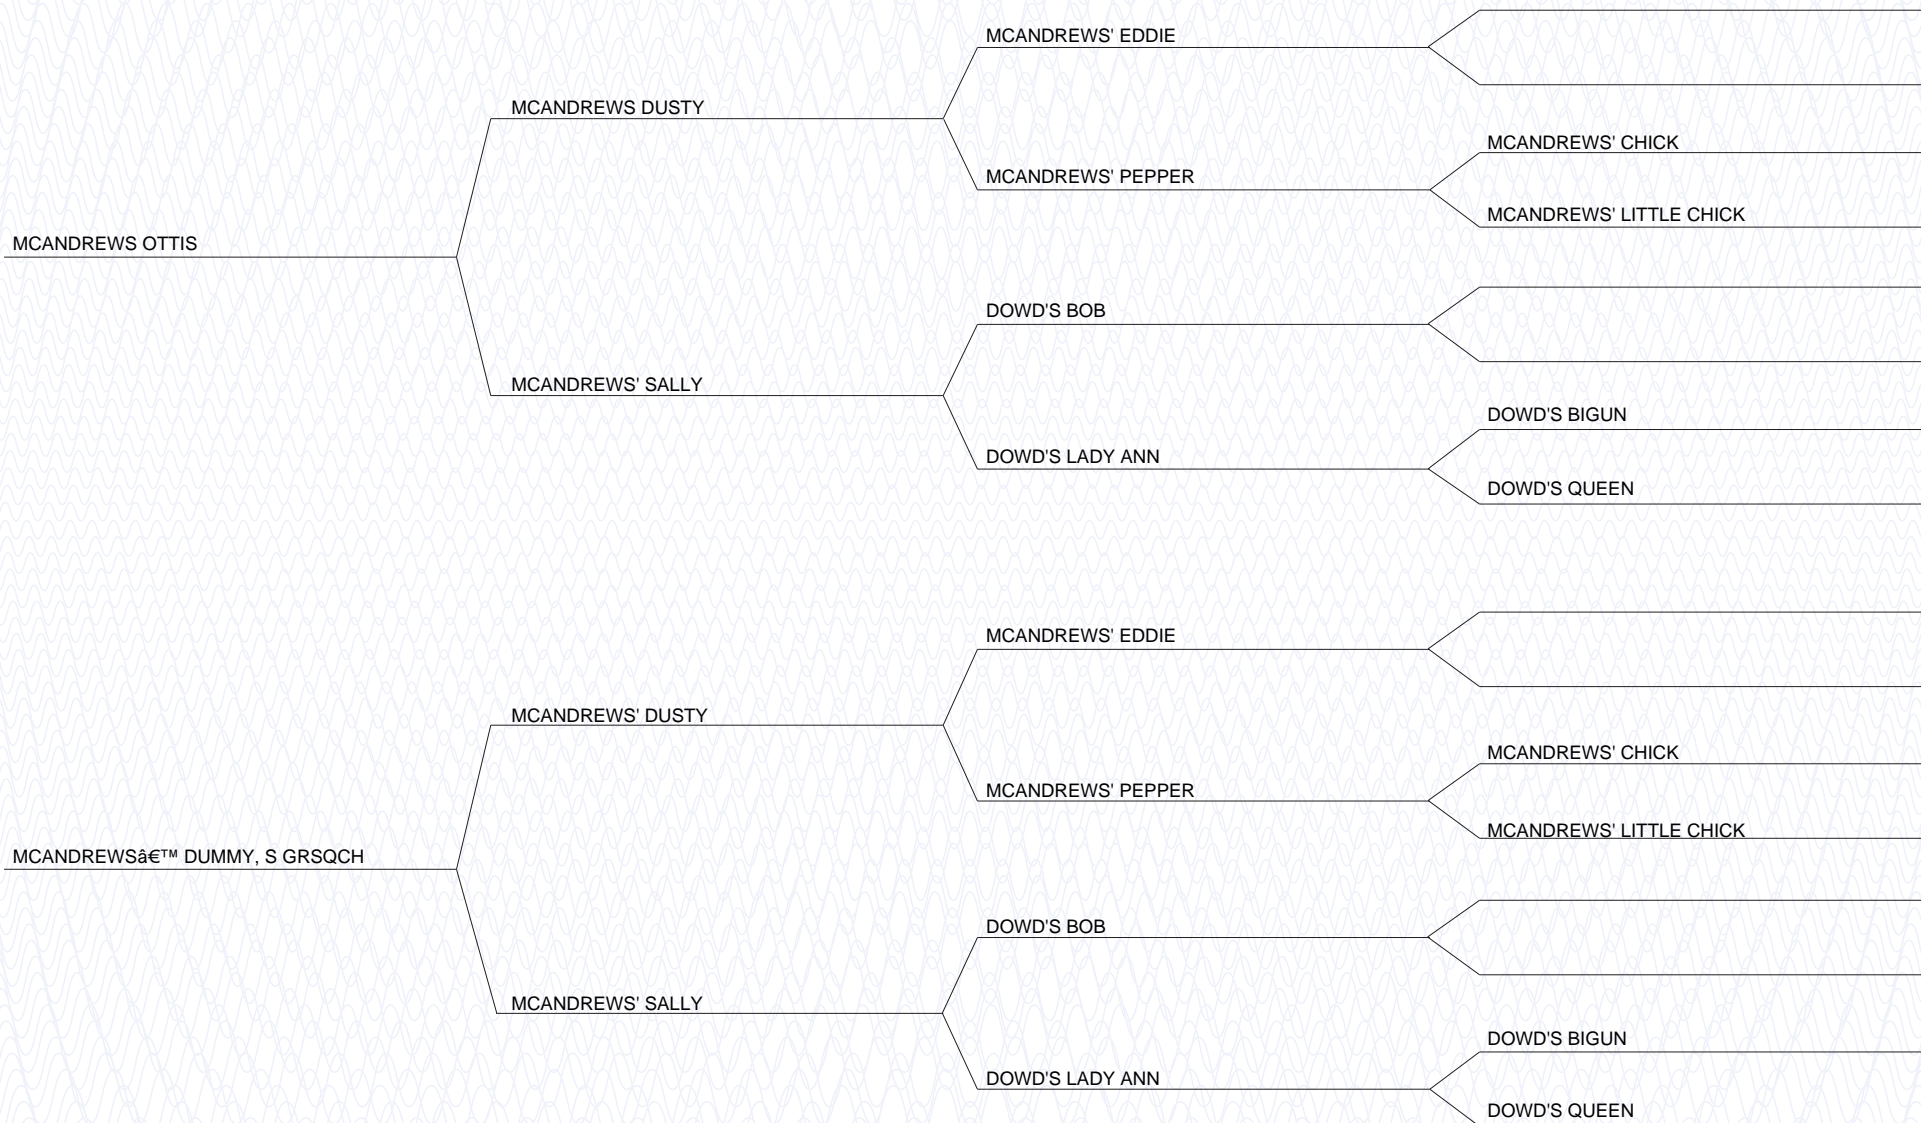 MCANDREWS' EDDIE
MCANDREWS DUSTY
MCANDREWS' CHICK
MCANDREWS' PEPPER
MCANDREWS' LITTLE CHICK
MCANDREWS OTTIS
DOWD'S BOB
MCANDREWS' SALLY
DOWD'S BIGUN
DOWD'S LADY ANN
DOWD'S QUEEN
MCANDREWS' EDDIE
MCANDREWS' DUSTY
MCANDREWS' CHICK
MCANDREWS' PEPPER
MCANDREWS' LITTLE CHICK
MCANDREWSâ€™ DUMMY, S GRSQCH
DOWD'S BOB
MCANDREWS' SALLY
DOWD'S BIGUN
DOWD'S LADY ANN
DOWD'S QUEEN